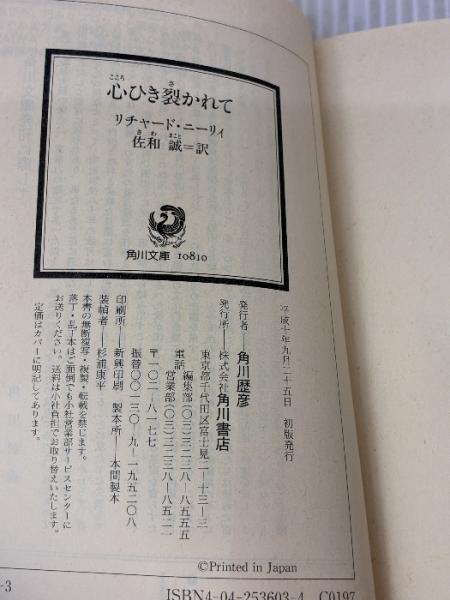 こころ さ
心ひき裂かれて
リチャード・ニーリィ
さわ まこと
佐和 誠=訳
角川文庫 10810
平成十年九月二十五日 初版発行
発行者——角川歴彦
発行所——株式会社角川書店
東京都千代田区富士見二—十三—三
電話 編集部(〇三)三二三八—八五五五
営業部(〇三)三二三八—八五二一
〒一〇二—八一七七
振替〇〇一三〇—九—一九五二〇八
印刷所——新興印刷 製本所——本間製本
装幀者——杉浦康平
本書の無断複写・複製・転載を禁じます。
落丁・乱丁本はご面倒でも小社営業部サービスセンターに
お送りください。送料は小社負担でお取り替えいたします。
定価はカバーに明記してあります。
©Printed in Japan
-3 ISBN4-04-253603-4 C0197